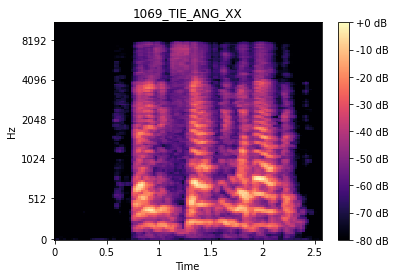 1069_TIE_ANG_XX
+0 dB
8192
-10 dB
4096
-20 dB
-30 dB
2048
Hz
-40 dB
1024
-50 dB
512
-60 dB
-70 dB
0
-80 dB
0 0.5 1 1.5 2 2.5
Time